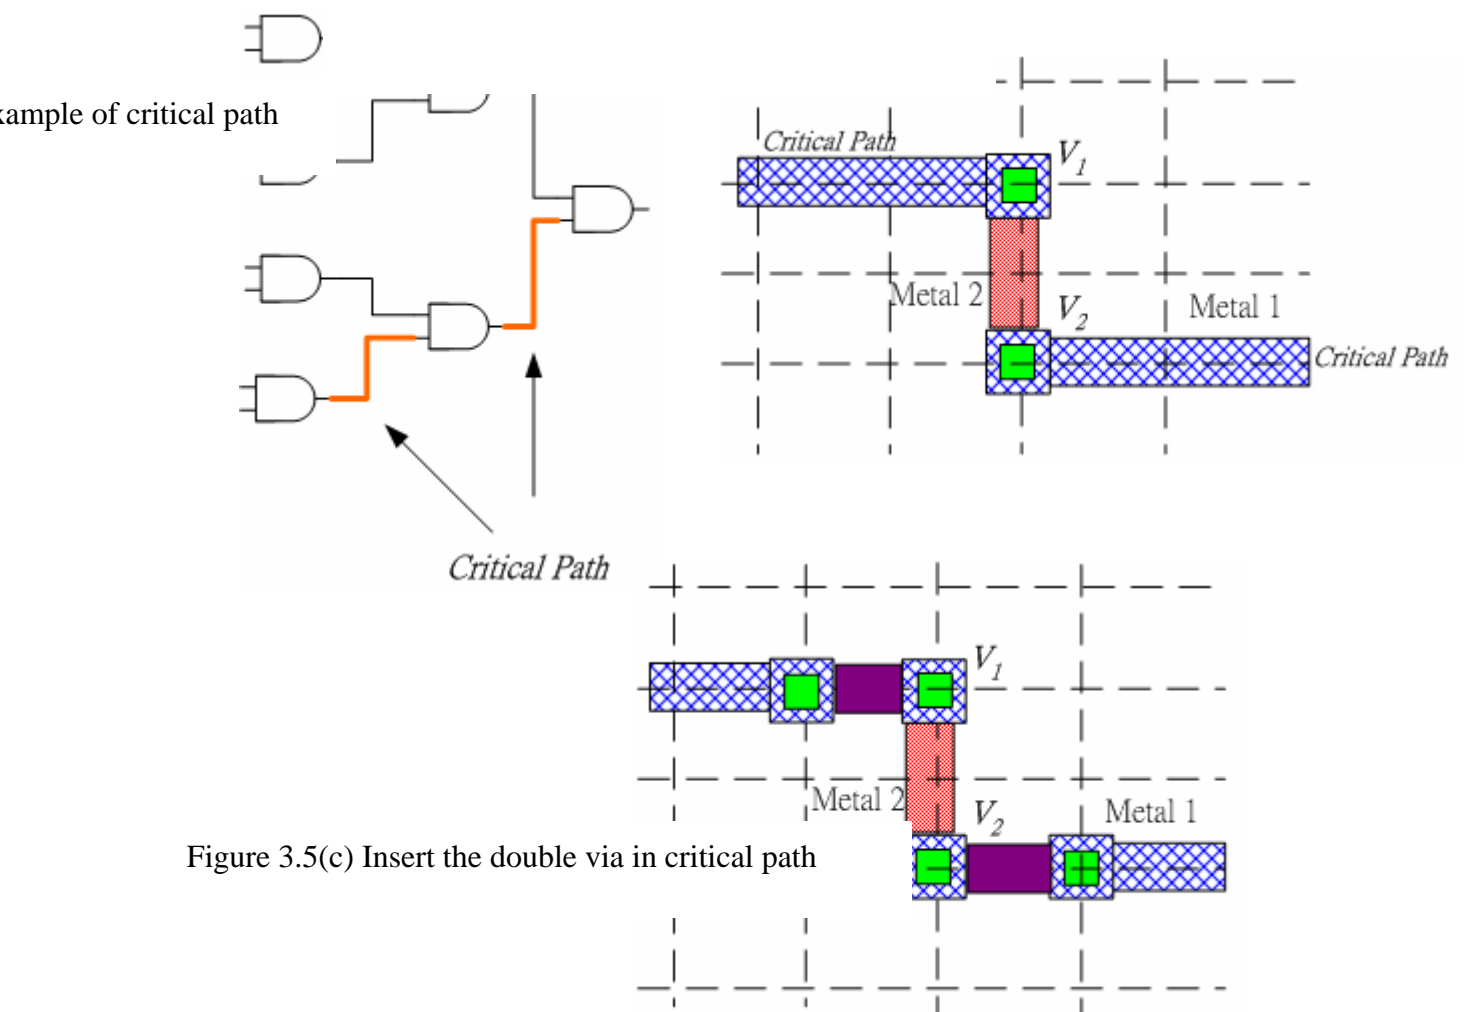 xample of critical path
Critical Path
V1
Metal 2
V2
Metal 1
Critical Path
Critical Path
V1
Metal 2
V2
Metal 1
Figure 3.5(c) Insert the double via in critical path